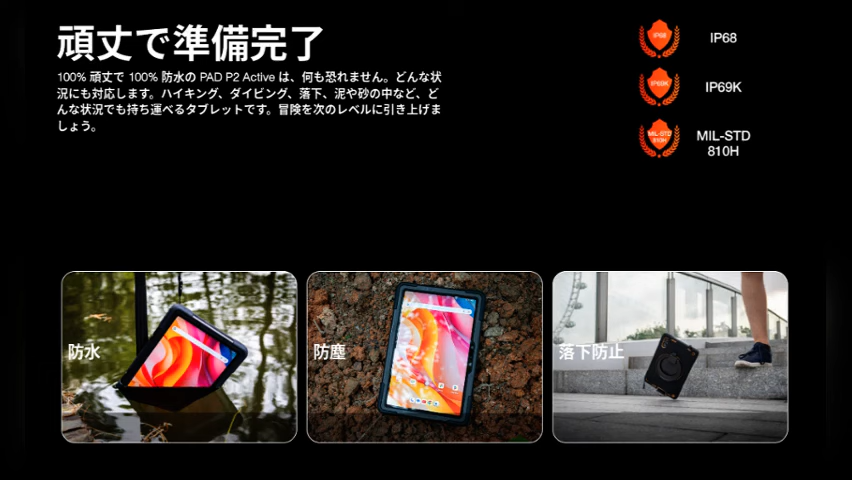 頑丈で準備完了
100% 頑丈で 100% 防水の PAD P2 Active は、何も恐れません。どんな状
況にも対応します。ハイキング、ダイビング、落下、泥や砂の中など、ど
んな状況でも持ち運べるタブレットです。冒険を次のレベルに引き上げま
しょう。
IP68
IP68
IP69K
IP69K
MIL-STD
810H
MIL-STD
810H
防水
防塵
落下防止